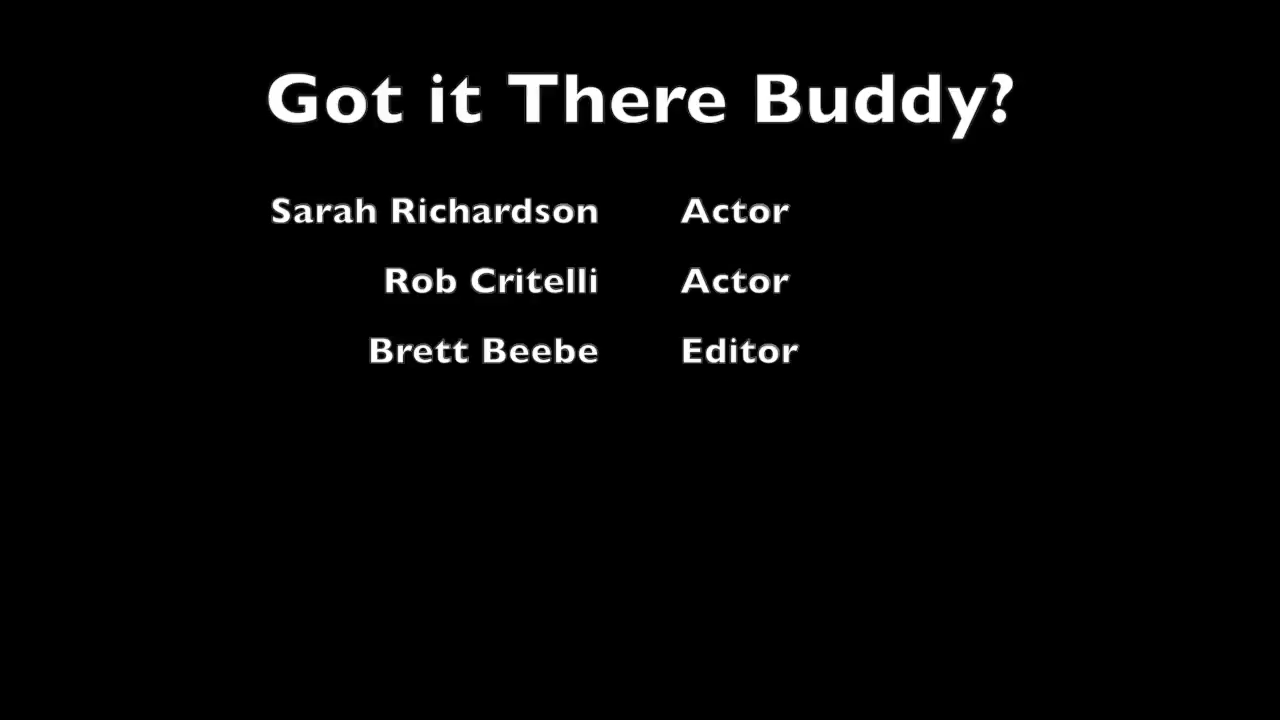 Got it There Buddy?
Sarah Richardson Actor
Rob Critelli Actor
Brett Beebe Editor